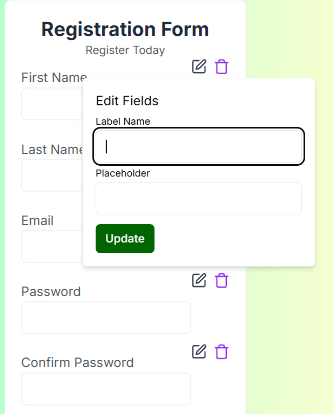 Registration Form
Register Today
First Name
Edit Fields
Label Name
Last Name
Placeholder
Email
Update
Password
Confirm Password